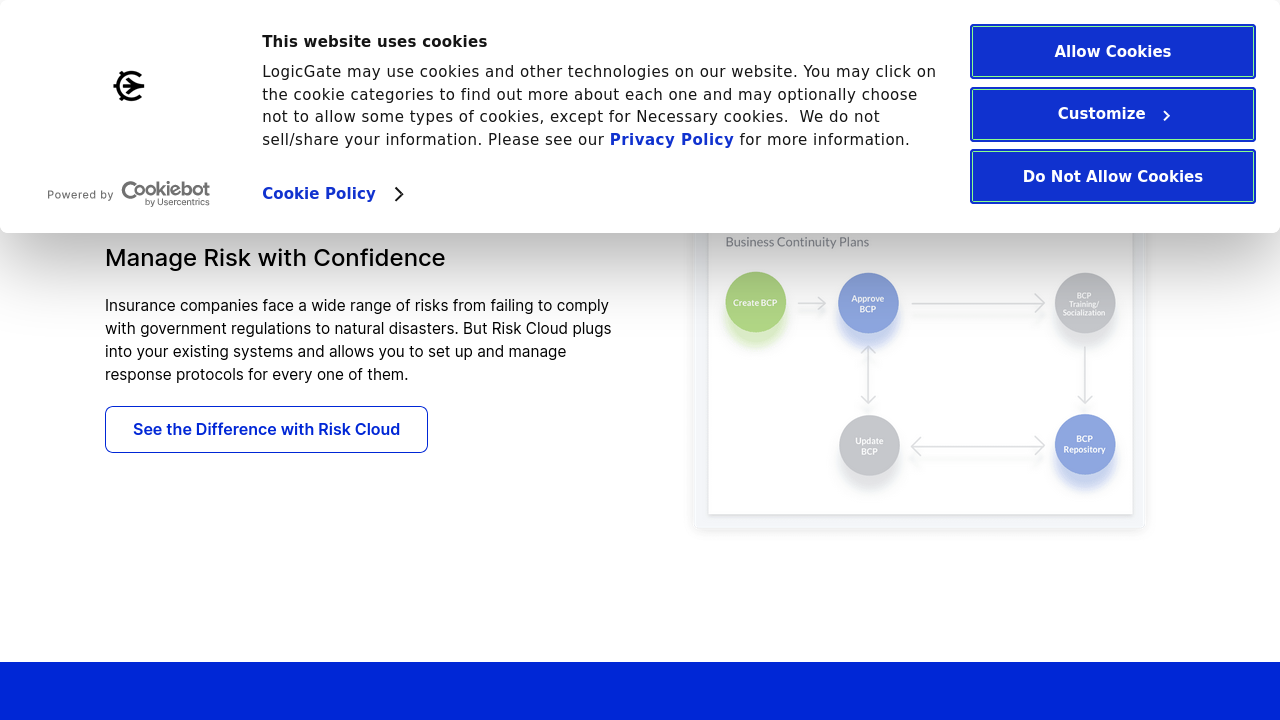 This website uses cookies
LogicGate may use cookies and other technologies on our website. You may click on
the cookie categories to find out more about each one and may optionally choose
not to allow some types of cookies, except for Necessary cookies.  We do not
sell/share your information. Please see our Privacy Policy for more information.
Cookie Policy
Powered by Cookiebot
by Usercentrics
Allow Cookies
Customize
Do Not Allow Cookies
Manage Risk with Confidence
Insurance companies face a wide range of risks from failing to comply
with government regulations to natural disasters. But Risk Cloud plugs
into your existing systems and allows you to set up and manage
response protocols for every one of them.
See the Difference with Risk Cloud
Business Continuity Plans
Create BCP
Approve
BCP
BCP
Training/
Socialization
Update
BCP
BCP
Repository